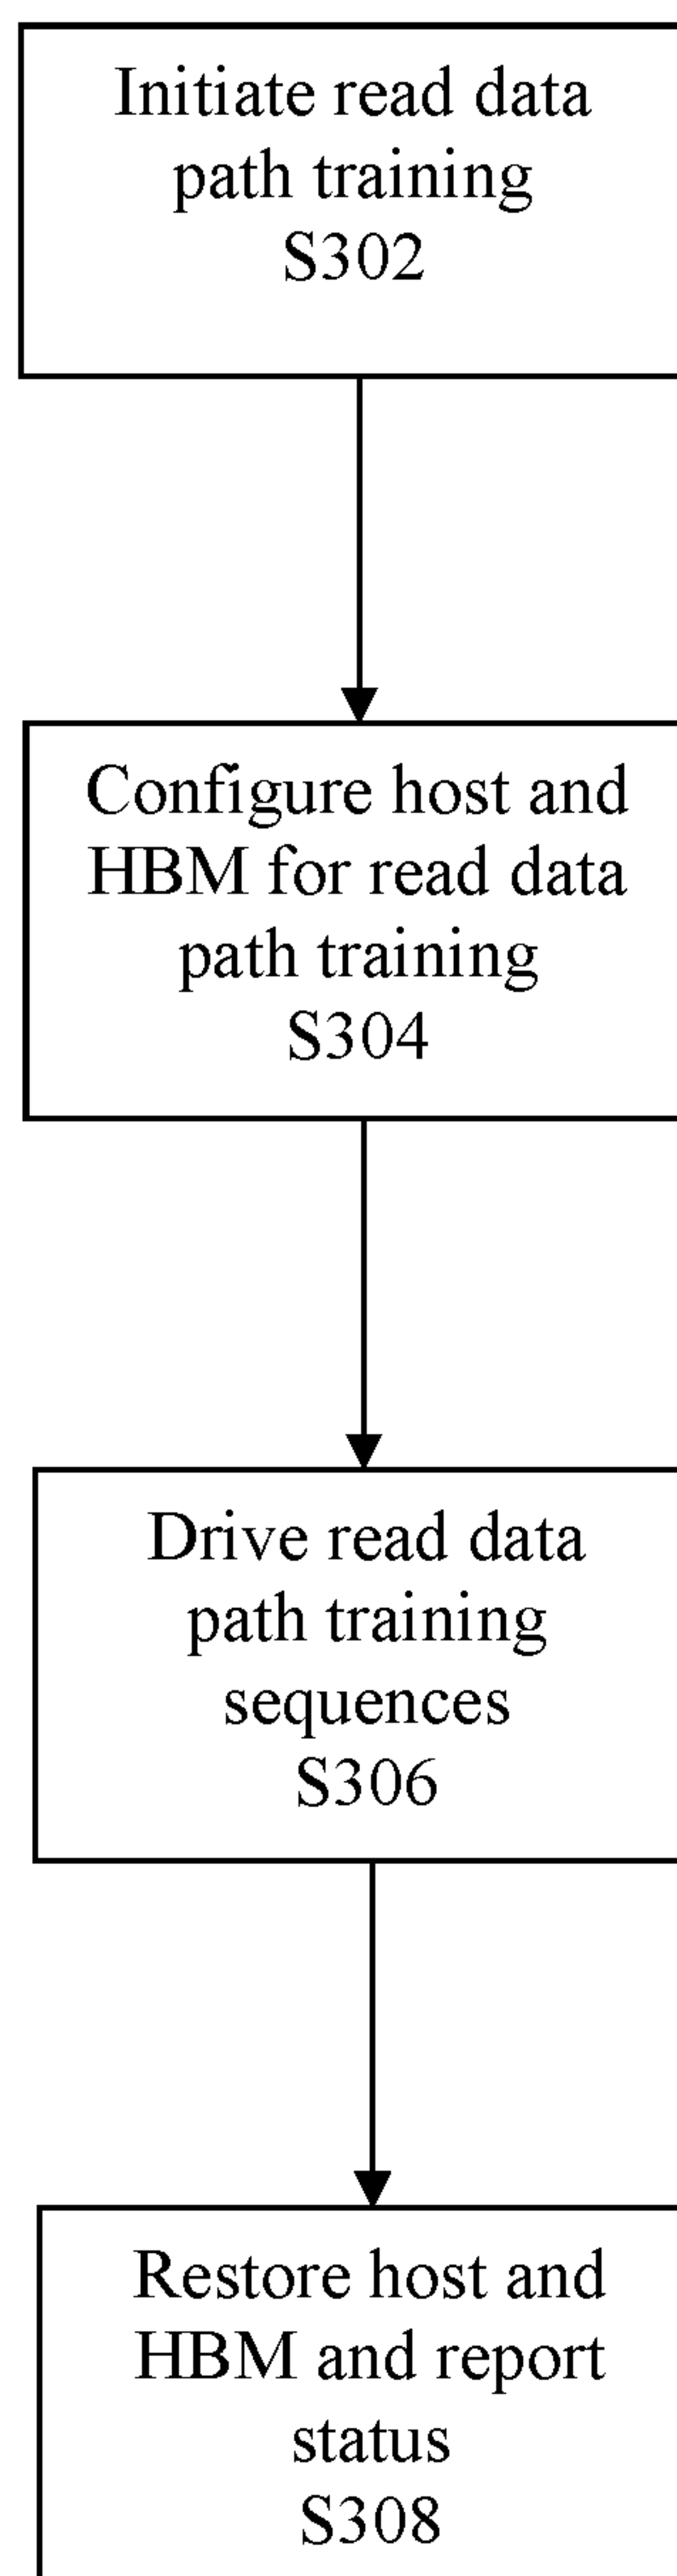 Initiate read data
path training
S302
Configure host and
HBM for read data
path training
S304
Drive read data
path training
sequences
S306
Restore host and
HBM and report
status
S308